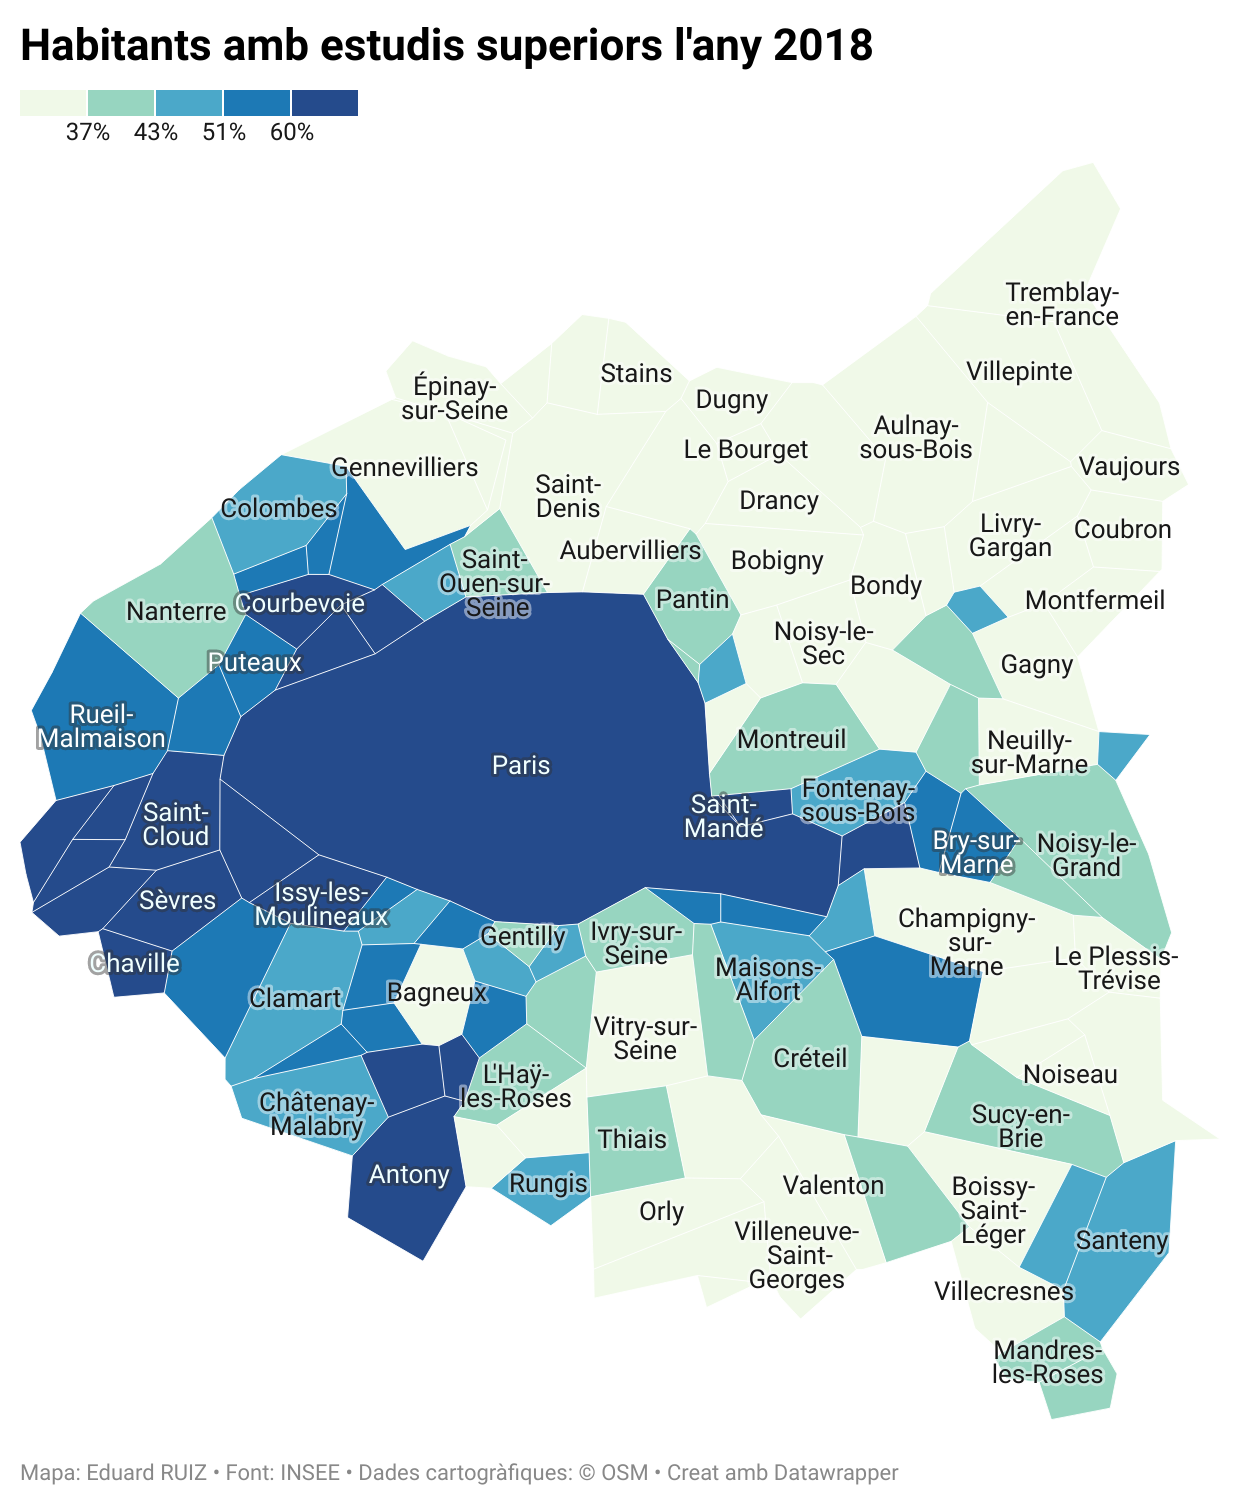 Habitants amb estudis superiors l'any 2018
37% 43% 51% 60%
Tremblay-
en-France
Villepinte
Stains
Épinay-
sur-Seine
Dugny
Aulnay-
sous-Bois
Le Bourget
Gennevilliers
Vaujours
Saint-
Denis
Drancy
Colombes
Livry-
Gargan
Coubron
Aubervilliers
Bobigny
Saint-
Ouen-sur-
Seine
Bondy
Pantin
Montfermeil
Nanterre
Courbevoie
Noisy-le-
Sec
Puteaux
Gagny
Rueil-
Malmaison
Montreuil
Neuilly-
sur-Marne
Paris
Saint-
Mandé
Fontenay-
sous-Bois
Saint-
Cloud
Bry-sur-
Marne
Noisy-le-
Grand
Sèvres
Issy-les-
Moulineaux
Champigny-
sur-
Marne
Gentilly
Ivry-sur-
Seine
Chaville
Le Plessis-
Trévise
Maisons-
Alfort
Clamart
Bagneux
Vitry-sur-
Seine
Créteil
L'Haÿ-
les-Roses
Noiseau
Châtenay-
Malabry
Sucy-en-
Brie
Thiais
Antony
Rungis
Valenton
Boissy-
Saint-
Léger
Orly
Villeneuve-
Saint-
Georges
Santeny
Villecresnes
Mandres-
les-Roses
Mapa: Eduard RUIZ • Font: INSEE • Dades cartogràfiques: © OSM • Creat amb Datawrapper